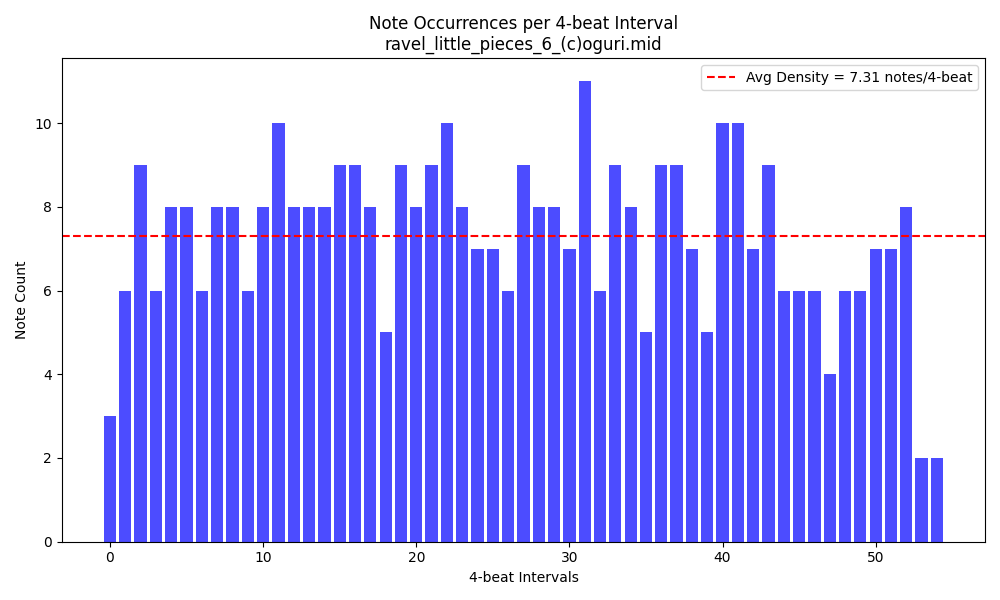 Note Occurrences per 4-beat Interval
ravel_little_pieces_6_(c)oguri.mid
Avg Density = 7.31 notes/4-beat
Note Count
10
8
6
4
2
0
0 10 20 30 40 50
4-beat Intervals